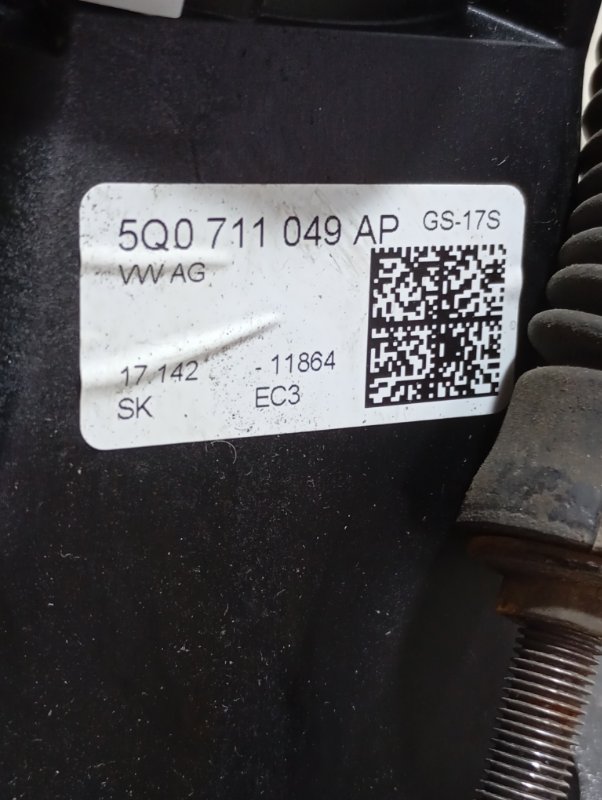 5Q0 711 049 AP GS-17S
VW AG
17.142 - 11864
SK EC3